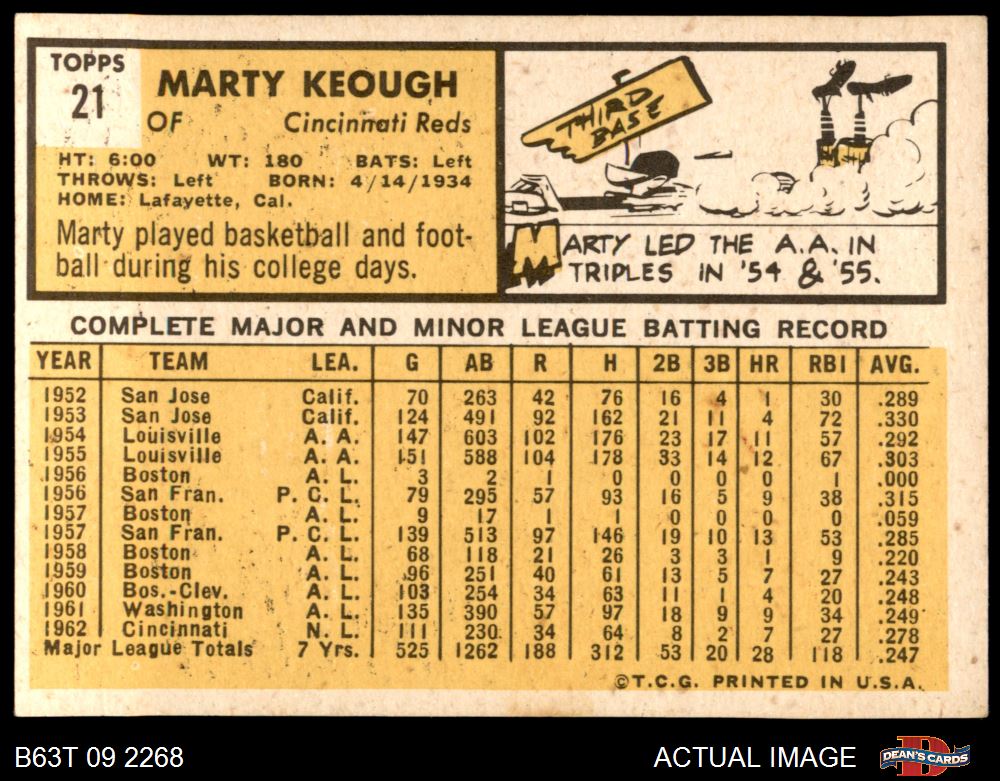 TOPPS
21
MARTY KEOUGH
OF Cincinnati Reds
HT: 6:00 WT: 180 BATS: Left
THROWS: Left BORN: 4/14/1934
HOME: Lafayette, Cal.
Marty played basketball and foot-
ball during his college days.
THIRD
BASE
MARTY LED THE A.A. IN
TRIPLES IN '54 & '55.
COMPLETE MAJOR AND MINOR LEAGUE BATTING RECORD
YEAR TEAM LEA. G AB R H 2B 3B HR RBI AVG.
1952 San Jose Calif. 70 263 42 76 16 4 1 30 .289
1953 San Jose Calif. 124 491 92 162 21 11 4 72 .330
1954 Louisville A. A. 147 603 102 176 23 17 11 57 .292
1955 Louisville A. A. 151 588 104 178 33 14 12 67 .303
1956 Boston A. L. 3 2 1 0 0 0 0 1 .000
1956 San Fran. P. C. L. 79 295 57 93 16 5 9 38 .315
1957 Boston A. L. 9 17 1 1 0 0 0 0 .059
1957 San Fran. P. C. L. 139 513 97 146 19 10 13 53 .285
1958 Boston A. L. 68 118 21 26 3 3 1 9 .220
1959 Boston A. L. 96 251 40 61 13 5 7 27 .243
1960 Bos.-Clev. A. L. 103 254 34 63 11 1 4 20 .248
1961 Washington A. L. 135 390 57 97 18 9 9 34 .249
1962 Cincinnati N. L. 111 230 34 64 8 2 7 27 .278
Major League Totals 7 Yrs. 525 1262 188 312 53 20 28 118 .247
©T.C.G. PRINTED IN U.S.A.
B63T 09 2268 ACTUAL IMAGE DEAN'S CARDS